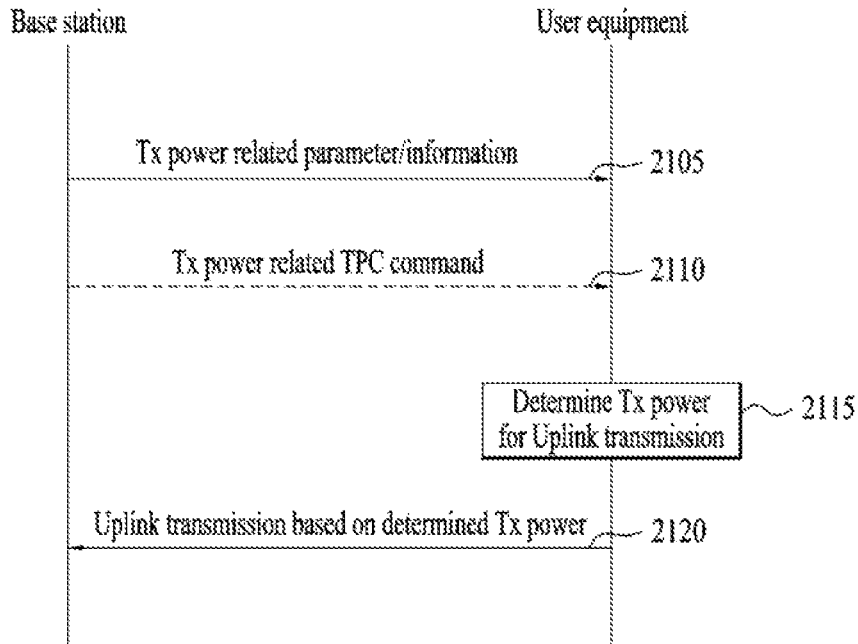 Base station
User equipment
Tx power related parameter/information
2105
Tx power related TPC command
2110
Determine Tx power
for Uplink transmission
2115
Uplink transmission based on determined Tx power
2120